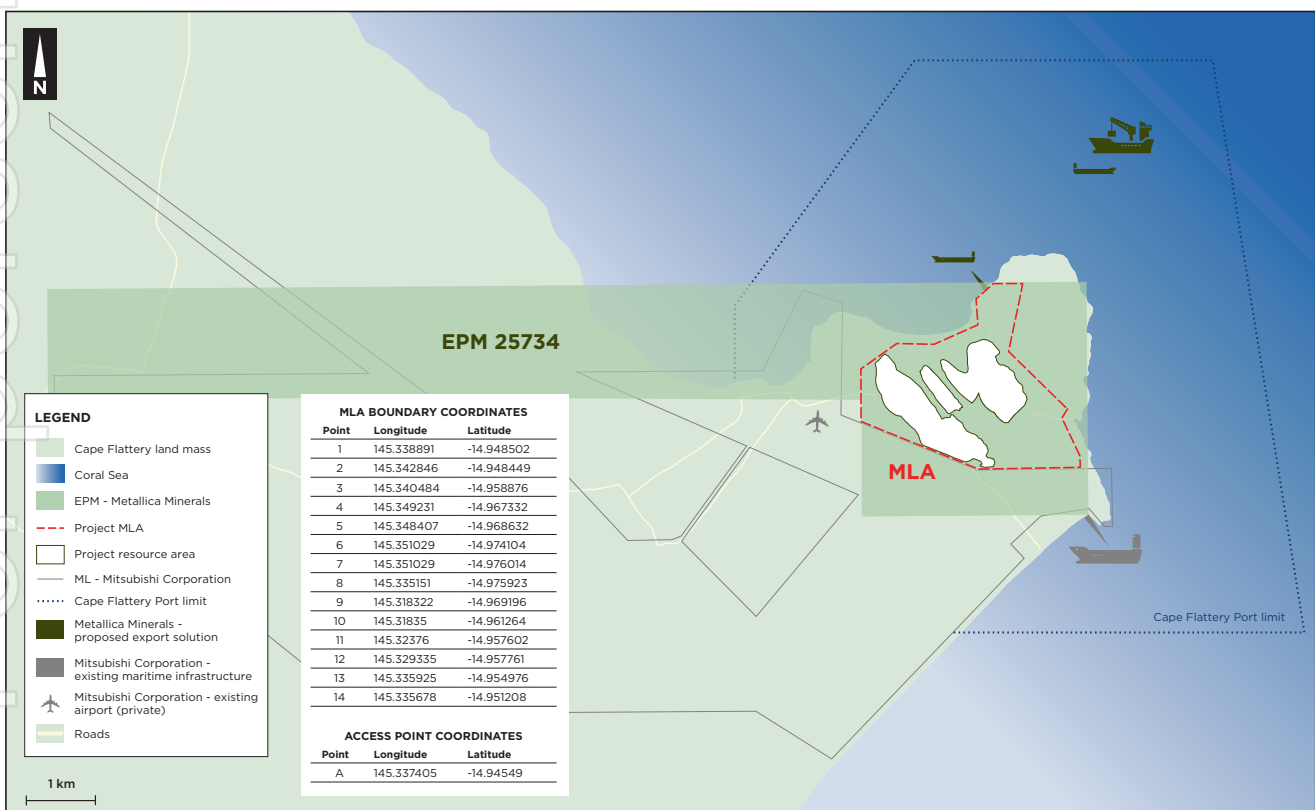 N
EPM 25734
MLA
Cape Flattery Port limit
LEGEND
Cape Flattery land mass
Coral Sea
EPM - Metallica Minerals
Project MLA
Project resource area
ML - Mitsubishi Corporation
Cape Flattery Port limit
Metallica Minerals -
proposed export solution
Mitsubishi Corporation -
existing maritime infrastructure
Mitsubishi Corporation - existing
airport (private)
Roads
1 km
MLA BOUNDARY COORDINATES
Point Longitude Latitude
1 145.338891 -14.948502
2 145.342846 -14.948449
3 145.340484 -14.958876
4 145.349231 -14.967332
5 145.348407 -14.968632
6 145.351029 -14.974104
7 145.351029 -14.976014
8 145.335151 -14.975923
9 145.318322 -14.969196
10 145.31835 -14.961264
11 145.32376 -14.957602
12 145.329335 -14.957761
13 145.335925 -14.954976
14 145.335678 -14.951208
ACCESS POINT COORDINATES
Point Longitude Latitude
A 145.337405 -14.94549